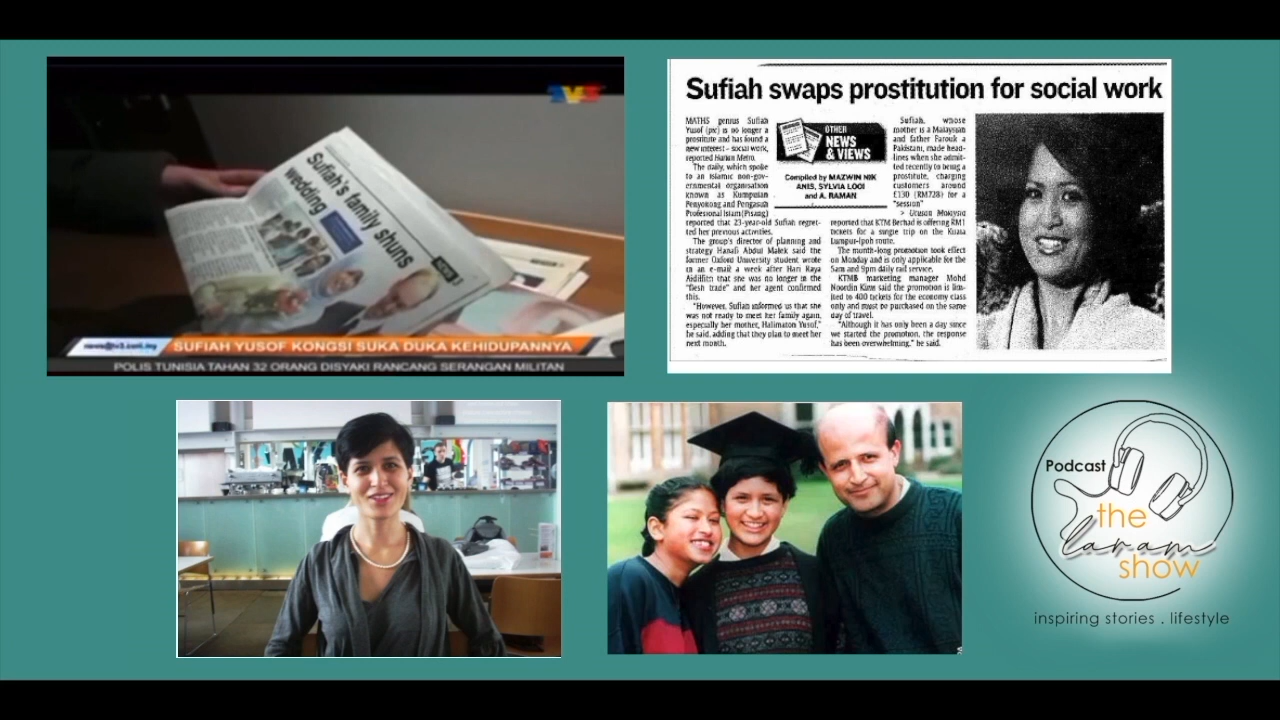 TV3
Sufiah's family shuns
wedding
news@tv3.com.my
SUFIAH YUSOF KONGSI SUKA DUKA KEHIDUPANNYA
POLIS TUNISIA TAHAN 32 ORANG DISYAKI RANCANG SERANGAN MILITAN
Sufiah swaps prostitution for social work
MATHS genius Sufiah
Yusof (pic) is no longer a
prostitute and has found a
new interest – social work,
reported Harian Metro.
The daily, which spoke
to an Islamic non-gov-
ernmental organisation
known as Kumpulan
Penyokong and Pengasuh
Profesional Islam (Pisang)
reported that 23-year-old Sufiah regret-
ted her previous activities.
The group's director of planning and
strategy Hanafi Abdul Malek said the
former Oxford University student wrote
in an e-mail a week after Hari Raya
Aidilfitri that she was no longer in the
"flesh trade" and her agent confirmed
this.
"However, Sufiah informed us that she
was not ready to meet her family again,
especially her mother, Halimaton Yusof,"
he said, adding that they plan to meet her
next month.
OTHER
NEWS
& VIEWS
Compiled by MAZWIN NIK
ANIS, SYLVIA LOOI
and A. RAMAN
Sufiah, whose
mother is a Malaysian
and father Farouk a
Pakistani, made head-
lines when she admit-
ted recently to being a
prostitute, charging
customers around
£130 (RM728) for a
"session"
> Utusan Malaysia
reported that KTM Berhad is offering RM1
tickets for a single trip on the Kuala
Lumpur-Ipoh route.
The month-long promotion took effect
on Monday and is only applicable for the
5am and 9pm daily rail service.
KTMB marketing manager Mohd
Noordin Kims said the promotion is lim-
ited to 400 tickets for the economy class
only and must be purchased on the same
day of travel.
"Although it has only been a day since
we started the promotion, the response
has been overwhelming," he said.
Podcast
the
laram
show
inspiring stories . lifestyle